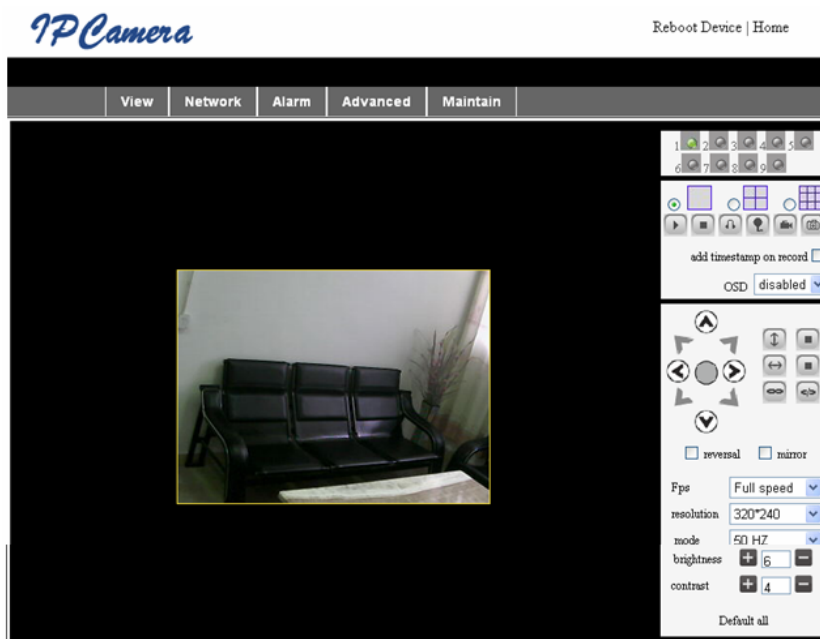 IPCamera
Reboot Device | Home
View Network Alarm Advanced Maintain
1 2 3 4 5
6 7 8 9
add timestamp on record
OSD disabled
reversal mirror
Fps Full speed
resolution 320*240
mode 50 HZ
brightness 6
contrast 4
Default all